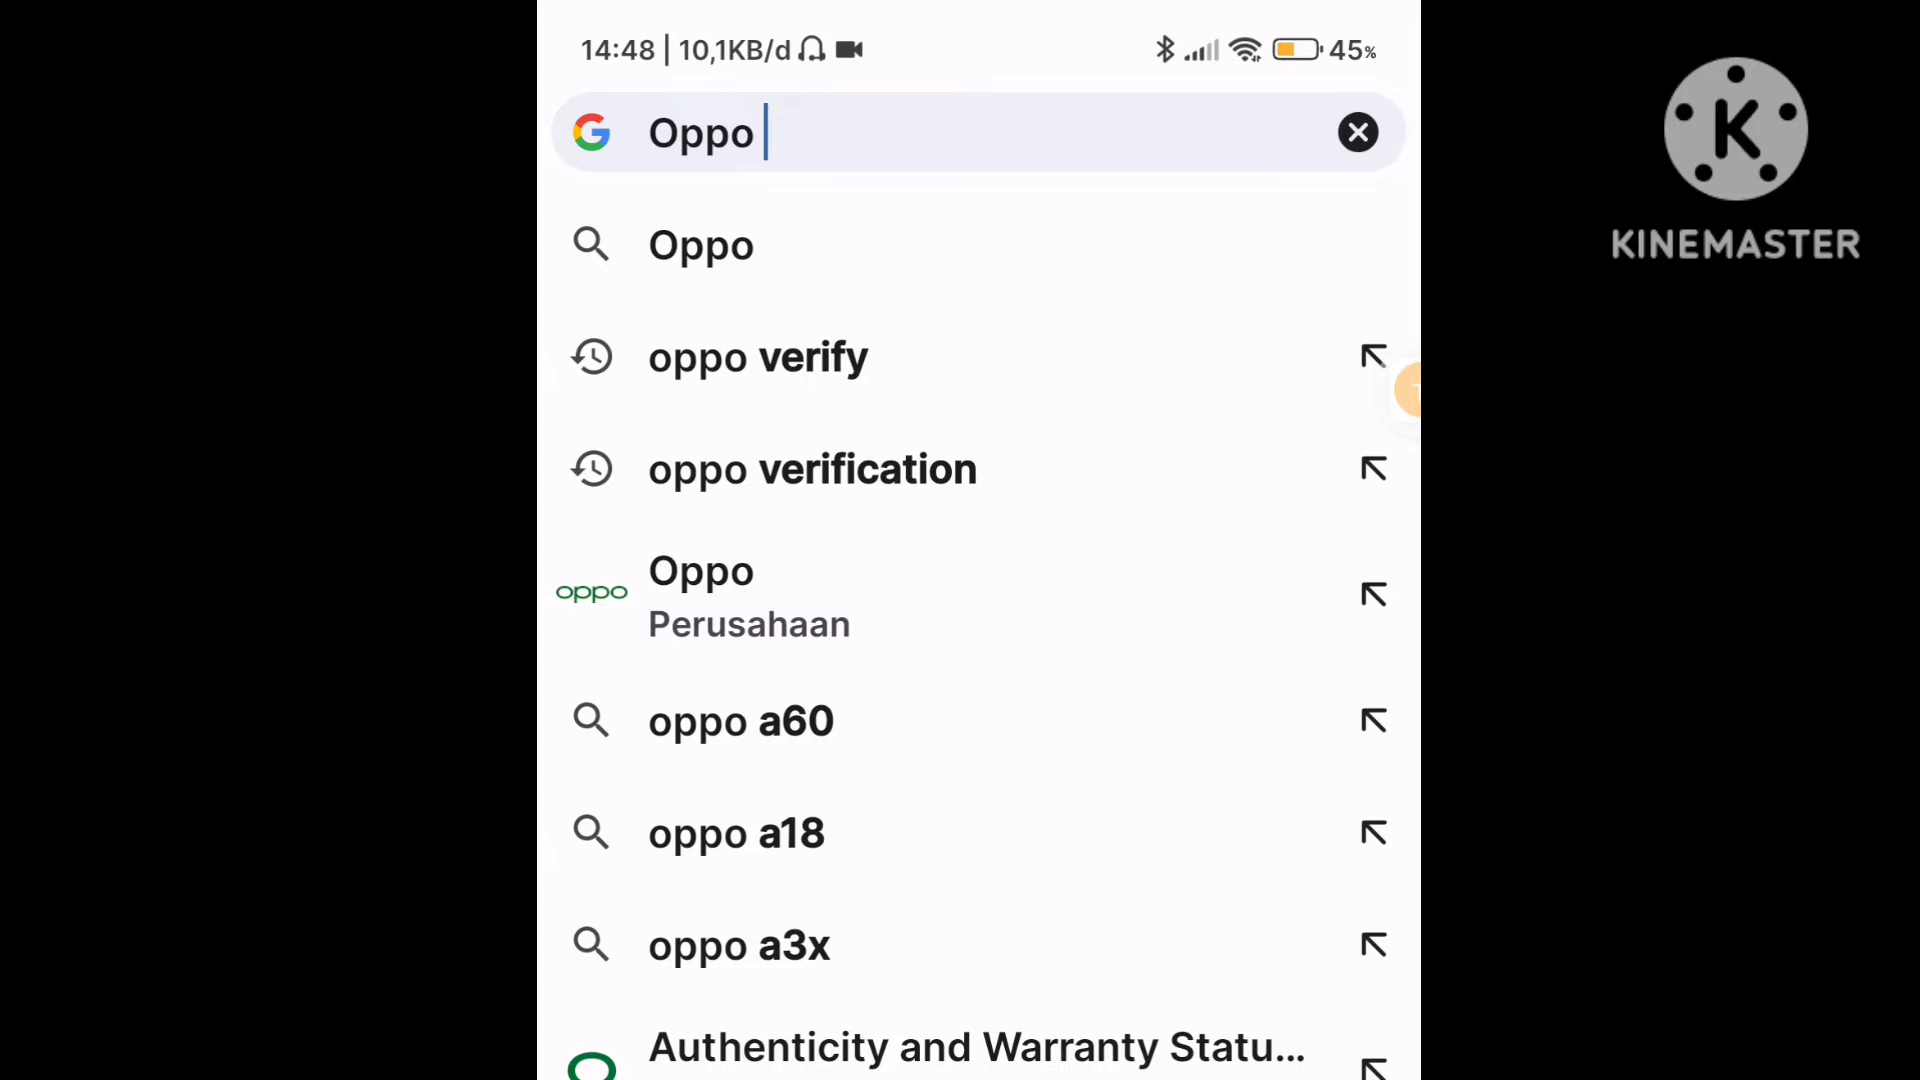 14:48 | 10,1KB/d
45%
Oppo
Oppo
oppo verify
oppo verification
oppo
Oppo
Perusahaan
oppo a60
oppo a18
oppo a3x
Authenticity and Warranty Statu...
K
KINEMASTER